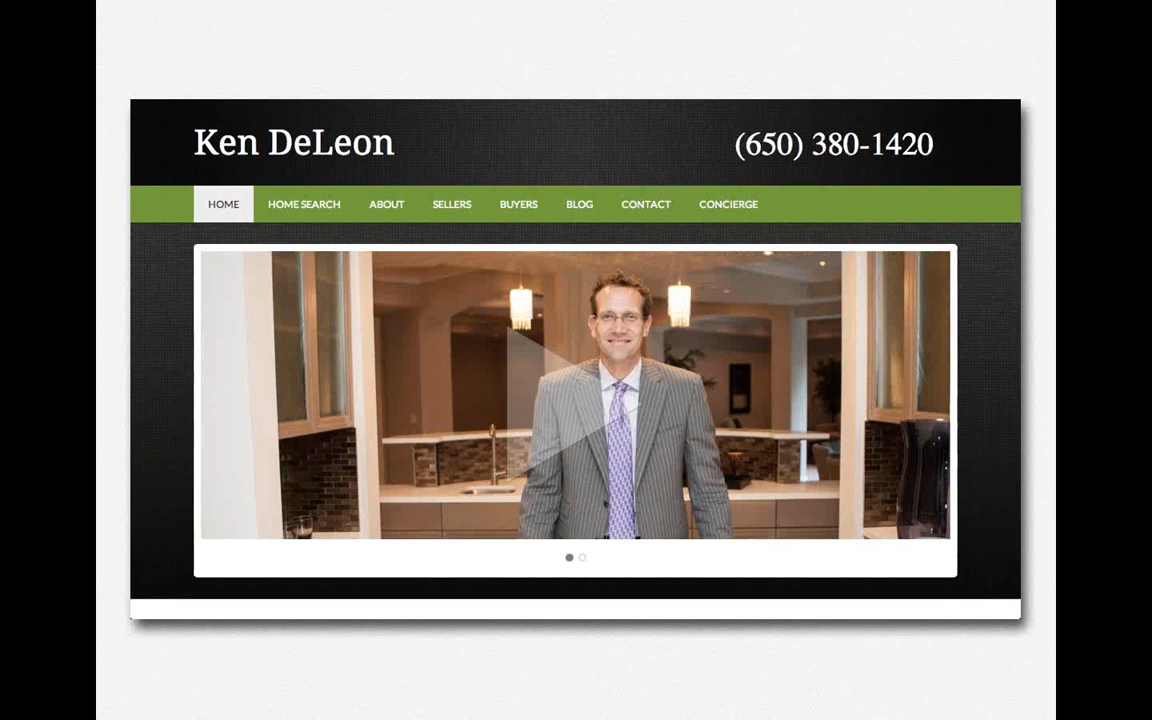 Ken DeLeon
(650) 380-1420
HOME HOME SEARCH ABOUT SELLERS BUYERS BLOG CONTACT CONCIERGE